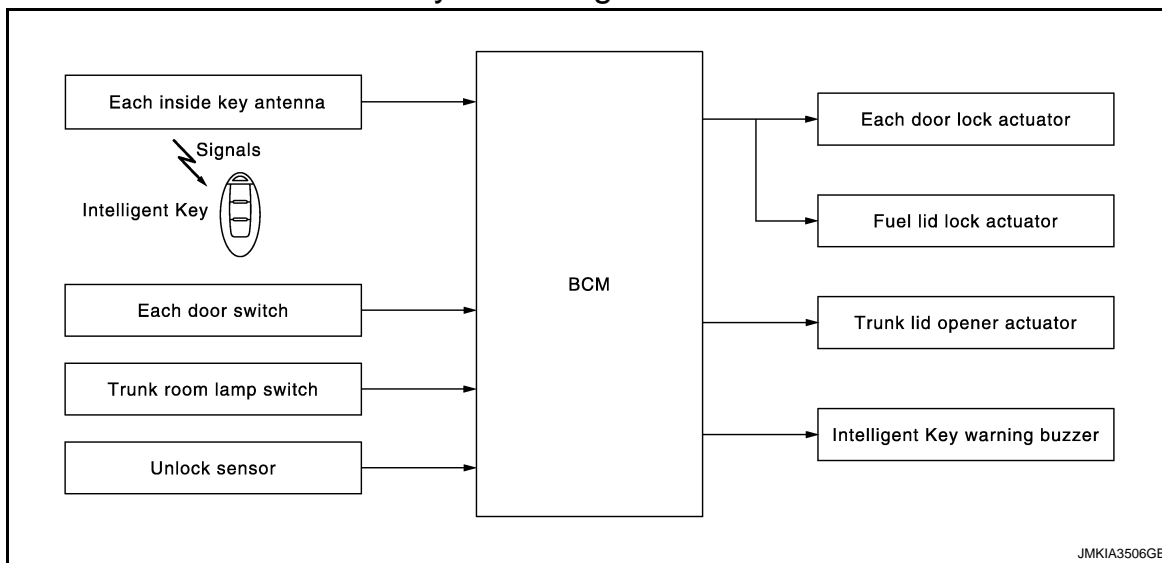 Each inside key antenna
Signals
Intelligent Key
Each door switch
Trunk room lamp switch
Unlock sensor
BCM
Each door lock actuator
Fuel lid lock actuator
Trunk lid opener actuator
Intelligent Key warning buzzer